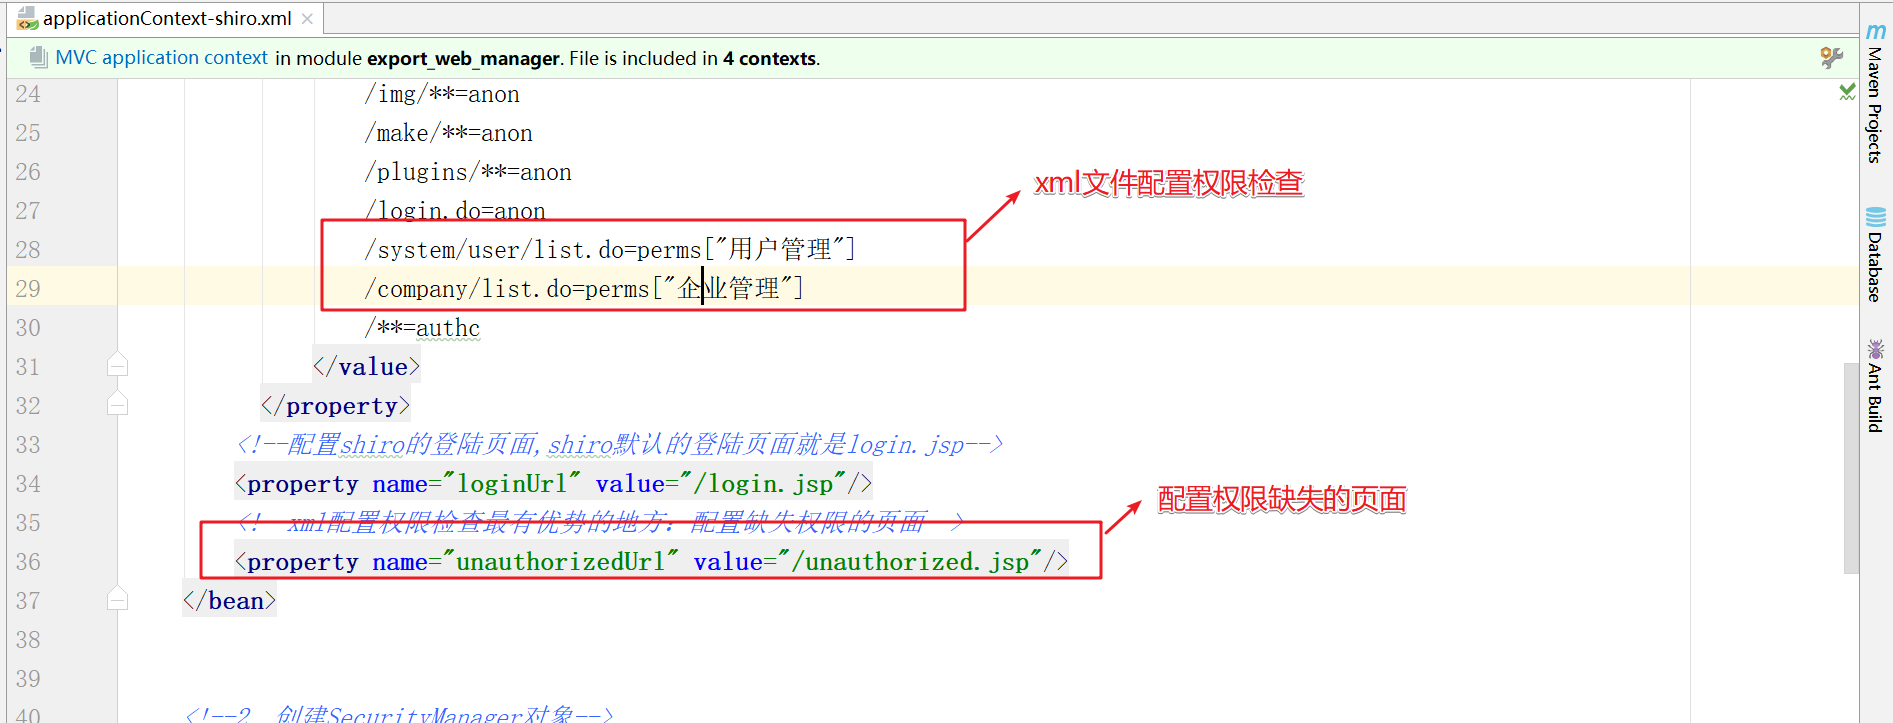 applicationContext-shiro.xml
MVC application context in module export_web_manager. File is included in 4 contexts.
24 /img/**=anon
25 /make/**=anon
26 /plugins/**=anon
xml文件配置权限检查
27 /login.do=anon
28 /system/user/list.do=perms["用户管理"]
29 /company/list.do=perms["企业管理"]
30 /**=authc
31 </value>
32 </property>
33 <!--配置shiro的登陆页面,shiro默认的登陆页面就是login.jsp-->
34 <property name="loginUrl" value="/login.jsp"/>
配置权限缺失的页面
35 <! xml配置权限检查最有优势的地方：配置缺失权限的页面 >
36 <property name="unauthorizedUrl" value="/unauthorized.jsp"/>
37 </bean>
38
39
40 <!--2 创建SecurityManager对象-->
Maven Projects
Database
Ant Build